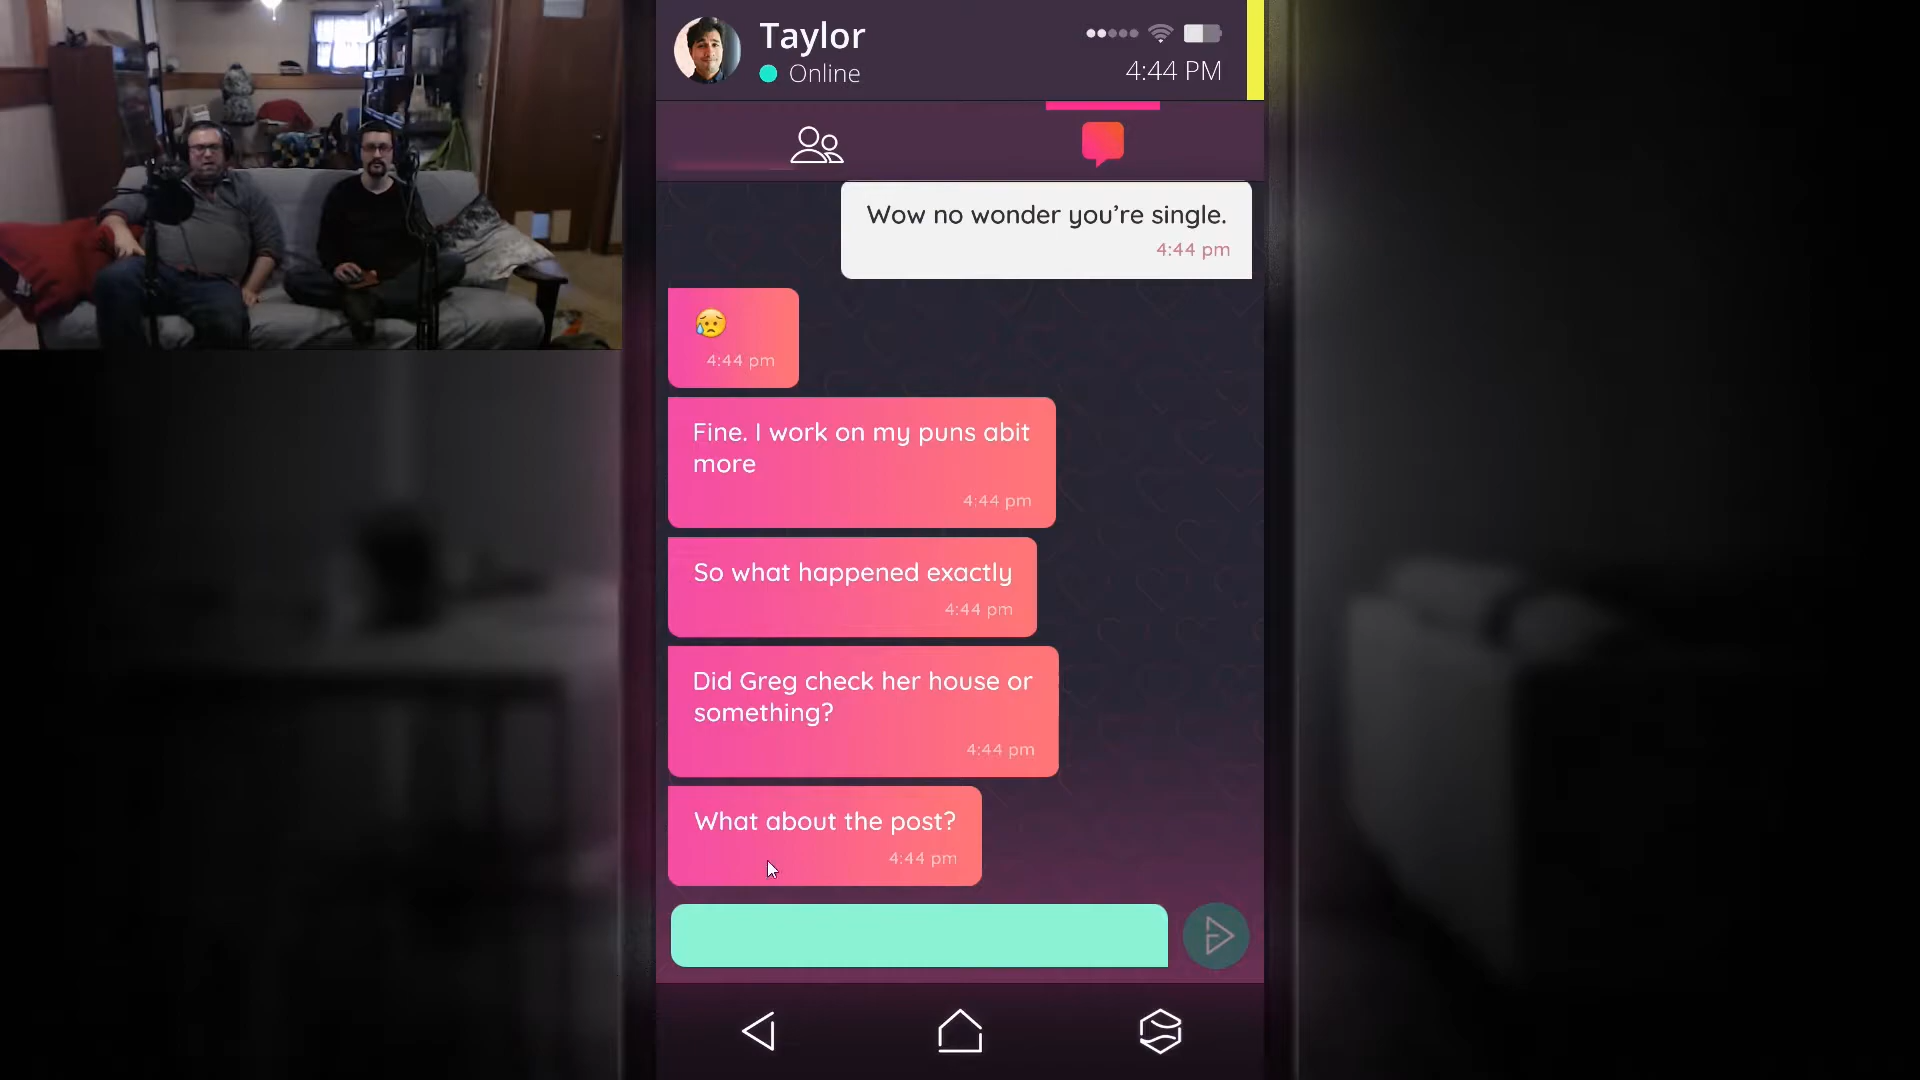 Taylor
Online
4:44 PM
Wow no wonder you’re single.
4:44 pm
4:44 pm
Fine. I work on my puns abit
more
4:44 pm
So what happened exactly
4:44 pm
Did Greg check her house or
something?
4:44 pm
What about the post?
4:44 pm